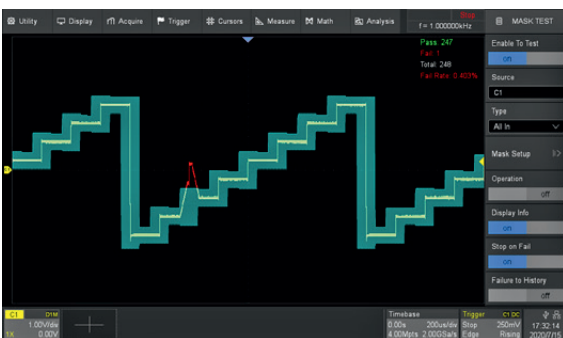 Utility Display Acquire Trigger Cursors Measure Math Analysis
Stop
f = 1.000000kHz
MASK TEST
Pass: 247
Fail: 1
Total: 248
Fail Rate: 0.403%
Enable To Test
on
Source
C1
Type
All In
Mask Setup
Operation
off
Display Info
on
Stop on Fail
on
Failure to History
off
C1 D1M
1.00V/div
1X 0.00V
Timebase
0.00s 200us/div
4.00Mpts 2.00GSa/s
Trigger C1 DC
Stop 250mV
Edge Rising
17:32:14
2020/7/15